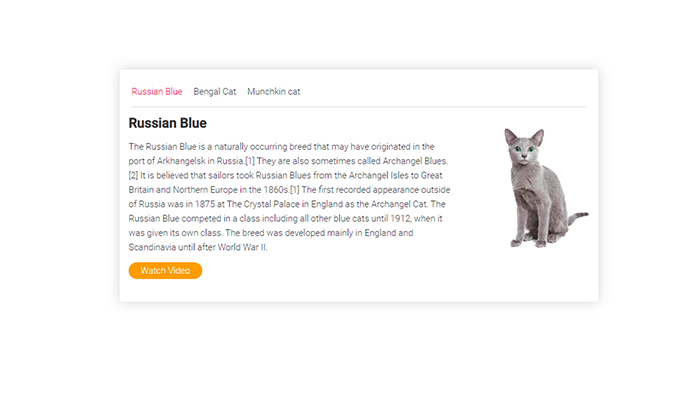 Russian Blue Bengal Cat Munchkin cat
Russian Blue
The Russian Blue is a naturally occurring breed that may have originated in the
port of Arkhangelsk in Russia.[1] They are also sometimes called Archangel Blues.
[2] It is believed that sailors took Russian Blues from the Archangel Isles to Great
Britain and Northern Europe in the 1860s.[1] The first recorded appearance outside
of Russia was in 1875 at The Crystal Palace in England as the Archangel Cat. The
Russian Blue competed in a class including all other blue cats until 1912, when it
was given its own class. The breed was developed mainly in England and
Scandinavia until after World War II.
Watch Video